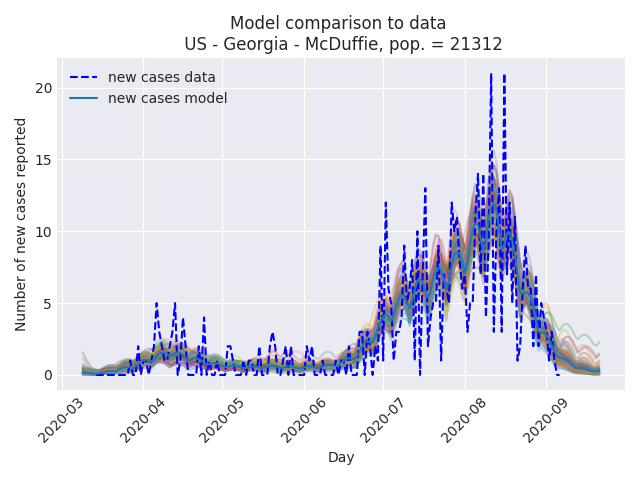 Model comparison to data
US - Georgia - McDuffie, pop. = 21312
new cases data
new cases model
Number of new cases reported
20
15
10
5
0
2020-03
2020-04
2020-05
2020-06
2020-07
2020-08
2020-09
Day